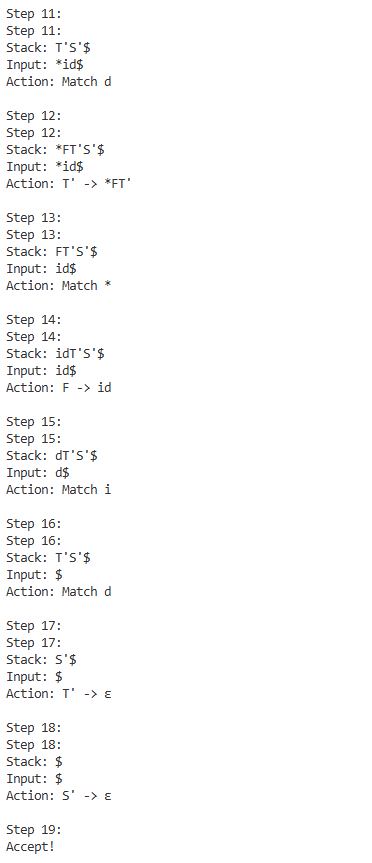 Step 11:
Step 11:
Stack: T'S'$
Input: *id$
Action: Match d
Step 12:
Step 12:
Stack: *FT'S'$
Input: *id$
Action: T' -> *FT'
Step 13:
Step 13:
Stack: FT'S'$
Input: id$
Action: Match *
Step 14:
Step 14:
Stack: idT'S'$
Input: id$
Action: F -> id
Step 15:
Step 15:
Stack: dT'S'$
Input: d$
Action: Match i
Step 16:
Step 16:
Stack: T'S'$
Input: $
Action: Match d
Step 17:
Step 17:
Stack: S'$
Input: $
Action: T' -> ε
Step 18:
Step 18:
Stack: $
Input: $
Action: S' -> ε
Step 19:
Accept!